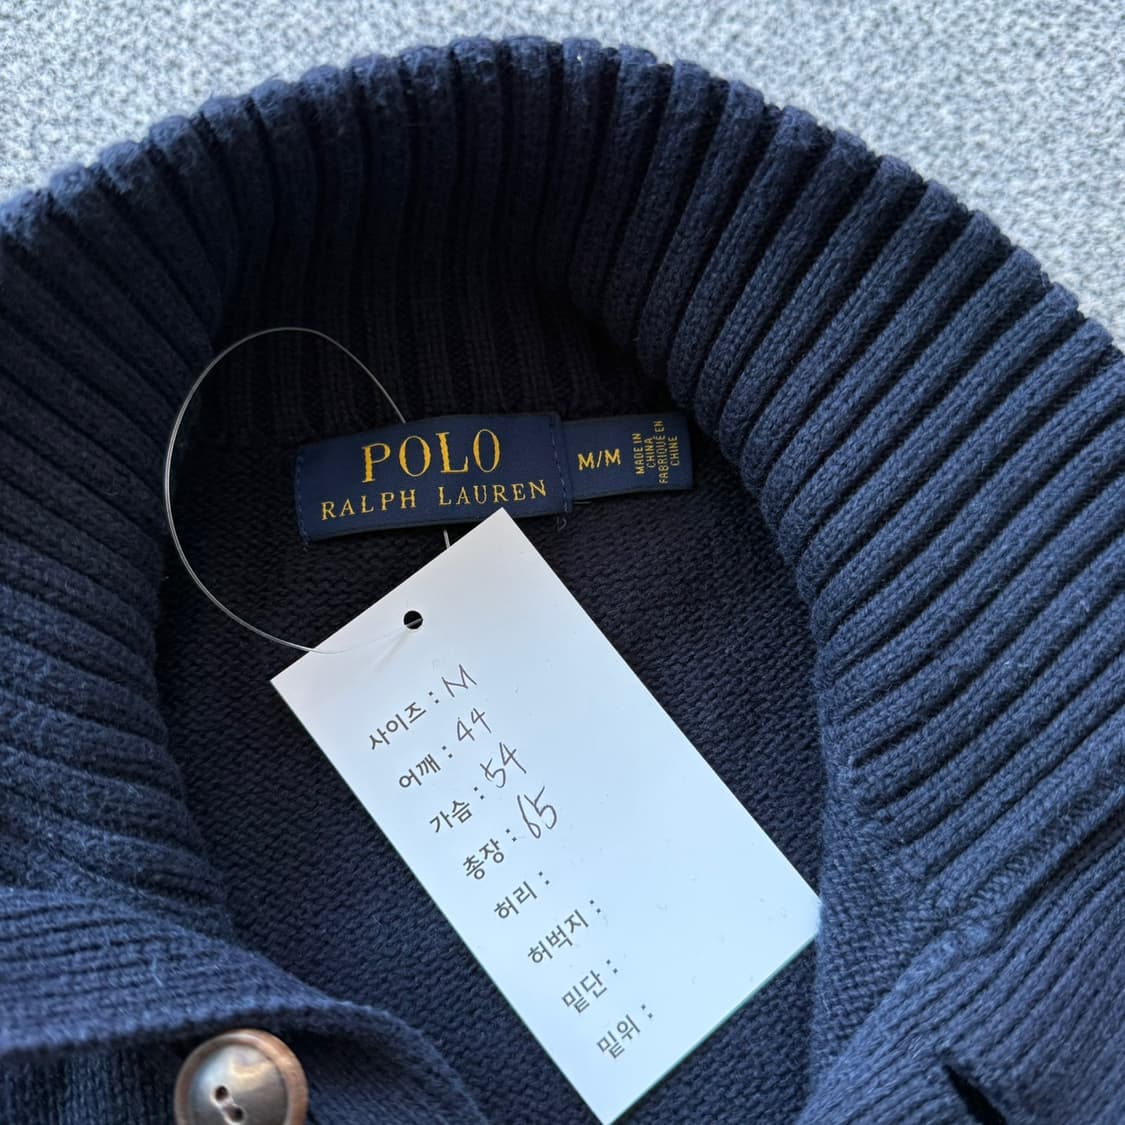 POLO
RALPH LAUREN
M/M
MADE IN
CHINA
FABRIQUÉ EN
CHINE
사이즈 : M
어깨 : 44
가슴 : 54
총장 : 65
허리 :
허벅지 :
밑단 :
밑위 :